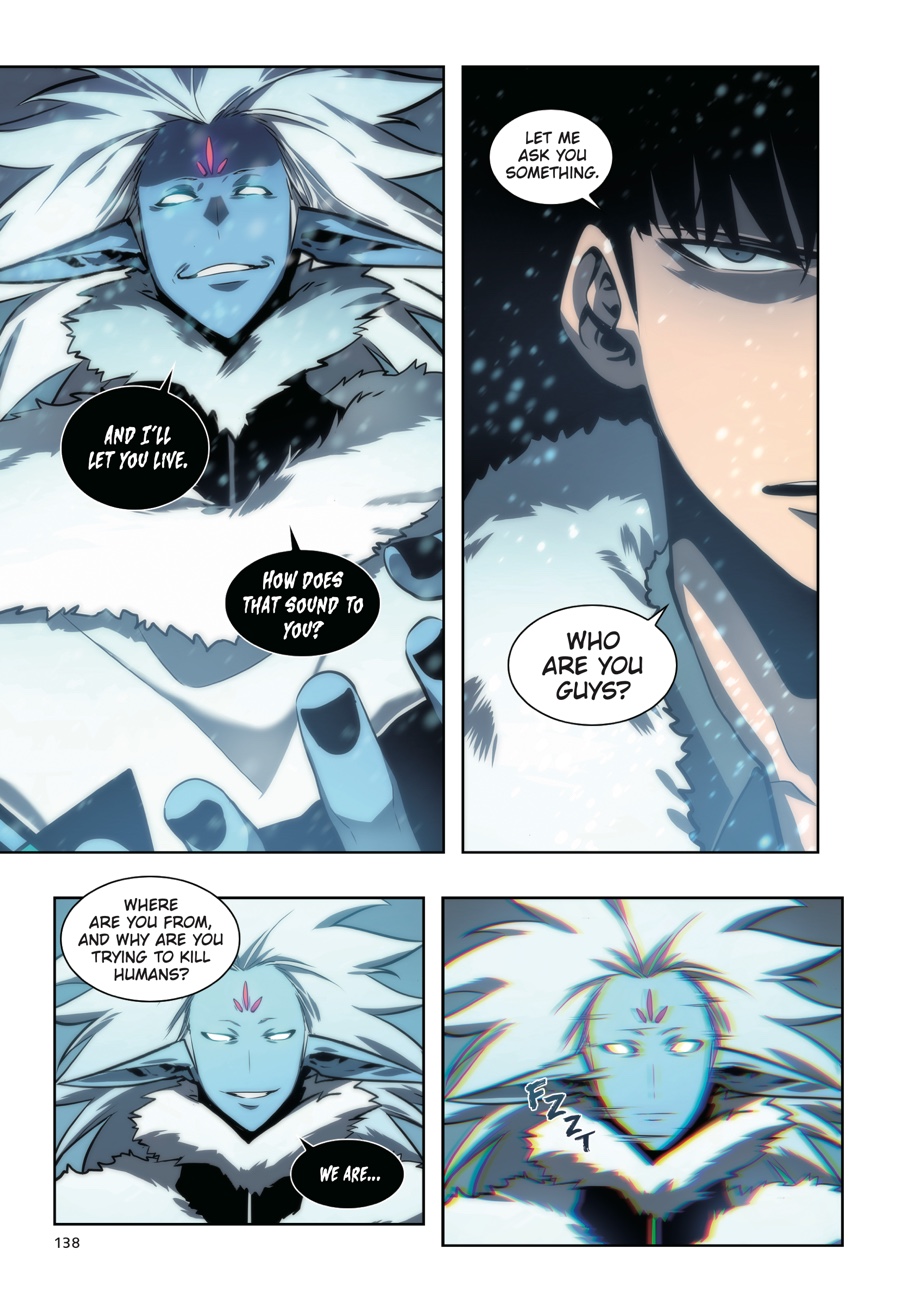 AND I'LL
LET YOU LIVE.
HOW DOES
THAT SOUND TO
YOU?
LET ME
ASK YOU
SOMETHING.
WHO
ARE YOU
GUYS?
WHERE
ARE YOU FROM,
AND WHY ARE YOU
TRYING TO KILL
HUMANS?
WE ARE...
FZZT
138